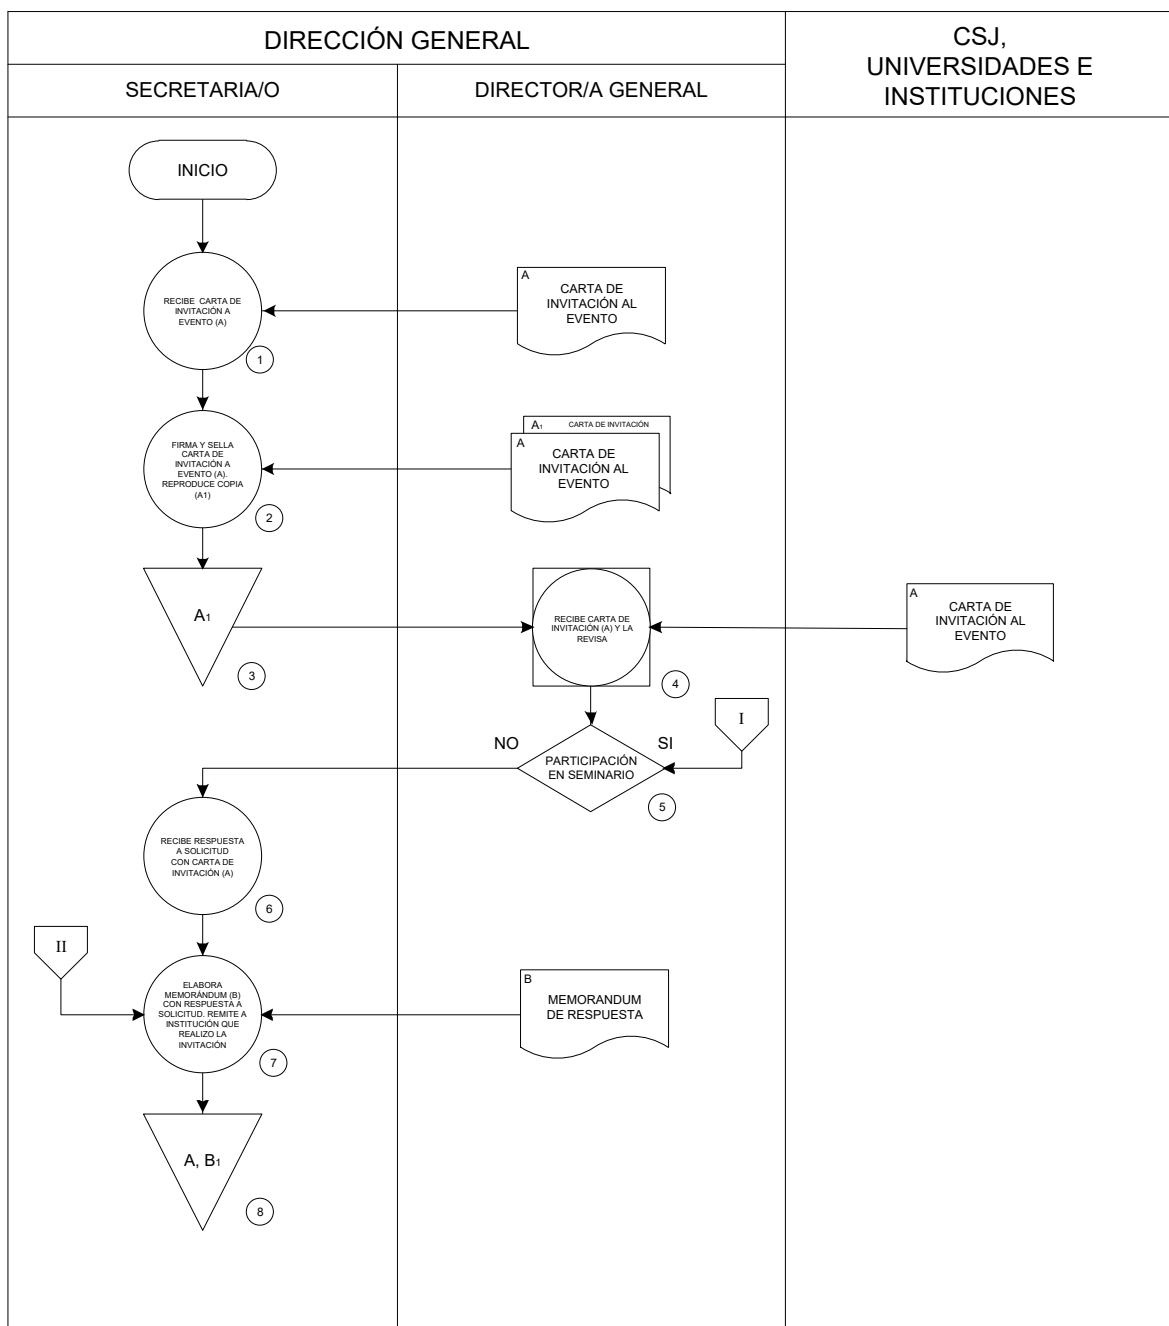 DIRECCIÓN GENERAL
CSJ,
UNIVERSIDADES E
INSTITUCIONES
SECRETARIA/O
DIRECTOR/A GENERAL
INICIO
RECIBE CARTA DE
INVITACIÓN A
EVENTO (A)
1
A
CARTA DE
INVITACIÓN AL
EVENTO
FIRMA Y SELLA
CARTA DE
INVITACIÓN A
EVENTO (A).
REPRODUCE COPIA
(A1)
2
A1 CARTA DE INVITACIÓN
A
CARTA DE
INVITACIÓN AL
EVENTO
A1
3
RECIBE CARTA DE
INVITACIÓN (A) Y LA
REVISA
4
A
CARTA DE
INVITACIÓN AL
EVENTO
I
NO
SI
PARTICIPACIÓN
EN SEMINARIO
5
RECIBE RESPUESTA
A SOLICITUD
CON CARTA DE
INVITACIÓN (A)
6
II
ELABORA
MEMORÁNDUM (B)
CON RESPUESTA A
SOLICITUD. REMITE A
INSTITUCIÓN QUE
REALIZO LA
INVITACIÓN
7
B
MEMORANDUM
DE RESPUESTA
A, B1
8